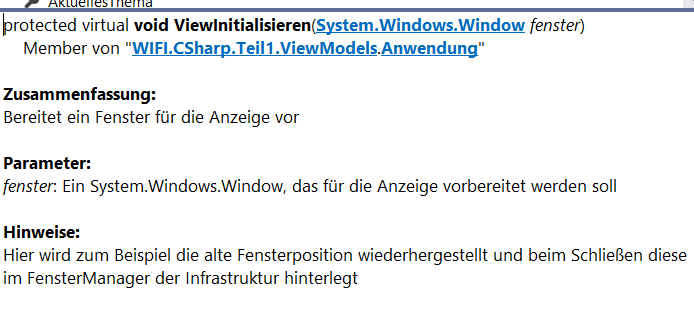 AktuellesThema
protected virtual void ViewInitialisieren(System.Windows.Window fenster)
Member von "WIFI.CSharp.Teil1.ViewModels.Anwendung"
Zusammenfassung:
Bereitet ein Fenster für die Anzeige vor
Parameter:
fenster: Ein System.Windows.Window, das für die Anzeige vorbereitet werden soll
Hinweise:
Hier wird zum Beispiel die alte Fensterposition wiederhergestellt und beim Schließen diese
im FensterManager der Infrastruktur hinterlegt